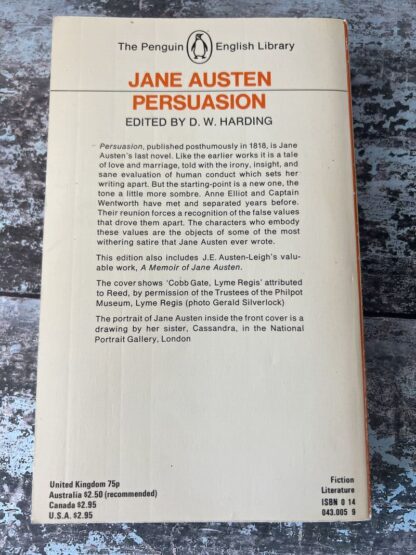 The Penguin English Library
JANE AUSTEN
PERSUASION
EDITED BY D. W. HARDING
Persuasion, published posthumously in 1818, is Jane
Austen's last novel. Like the earlier works it is a tale
of love and marriage, told with the irony, insight, and
sane evaluation of human conduct which sets her
writing apart. But the starting-point is a new one, the
tone a little more sombre. Anne Elliot and Captain
Wentworth have met and separated years before.
Their reunion forces a recognition of the false values
that drove them apart. The characters who embody
these values are the objects of some of the most
withering satire that Jane Austen ever wrote.
This edition also includes J.E. Austen-Leigh's valu-
able work, A Memoir of Jane Austen.
The cover shows 'Cobb Gate, Lyme Regis' attributed
to Reed, by permission of the Trustees of the Philpot
Museum, Lyme Regis (photo Gerald Silverlock)
The portrait of Jane Austen inside the front cover is a
drawing by her sister, Cassandra, in the National
Portrait Gallery, London
United Kingdom 75p
Australia $2.50 (recommended)
Canada $2.95
U.S.A. $2.95
Fiction
Literature
ISBN 0 14
043.005 9